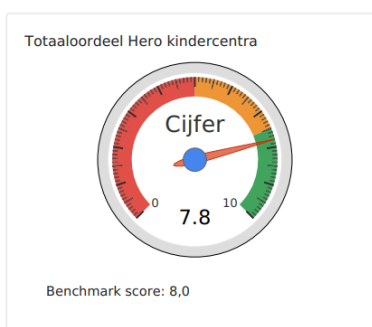 Totaaloordeel Hero kindercentra
Cijfer
0 10
7.8
Benchmark score: 8,0